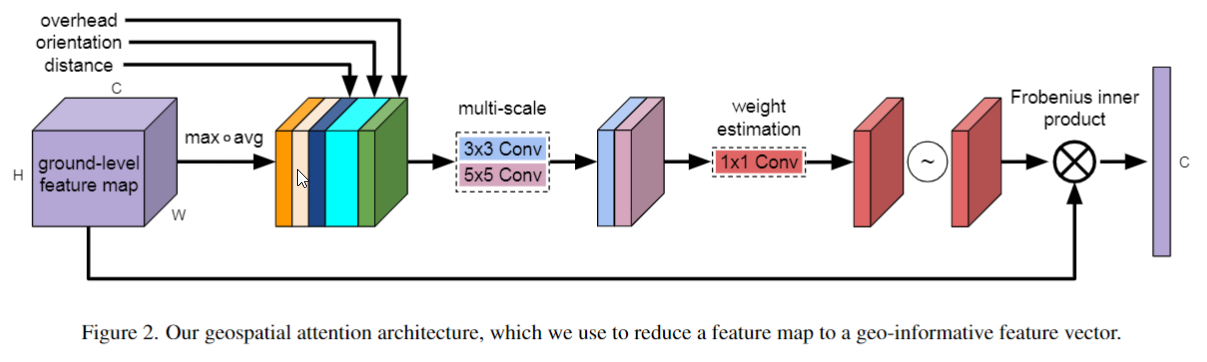 overhead
orientation
distance
C
ground-level
feature map
H
W
max∘avg
multi-scale
3x3 Conv
5x5 Conv
weight
estimation
1x1 Conv
~
Frobenius inner
product
C
Figure 2. Our geospatial attention architecture, which we use to reduce a feature map to a geo-informative feature vector.